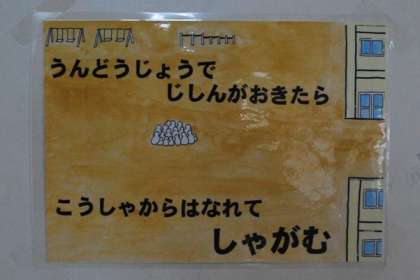 うんどうじょうで
じしんがおきたら
こうしゃからはなれて
しゃがむ